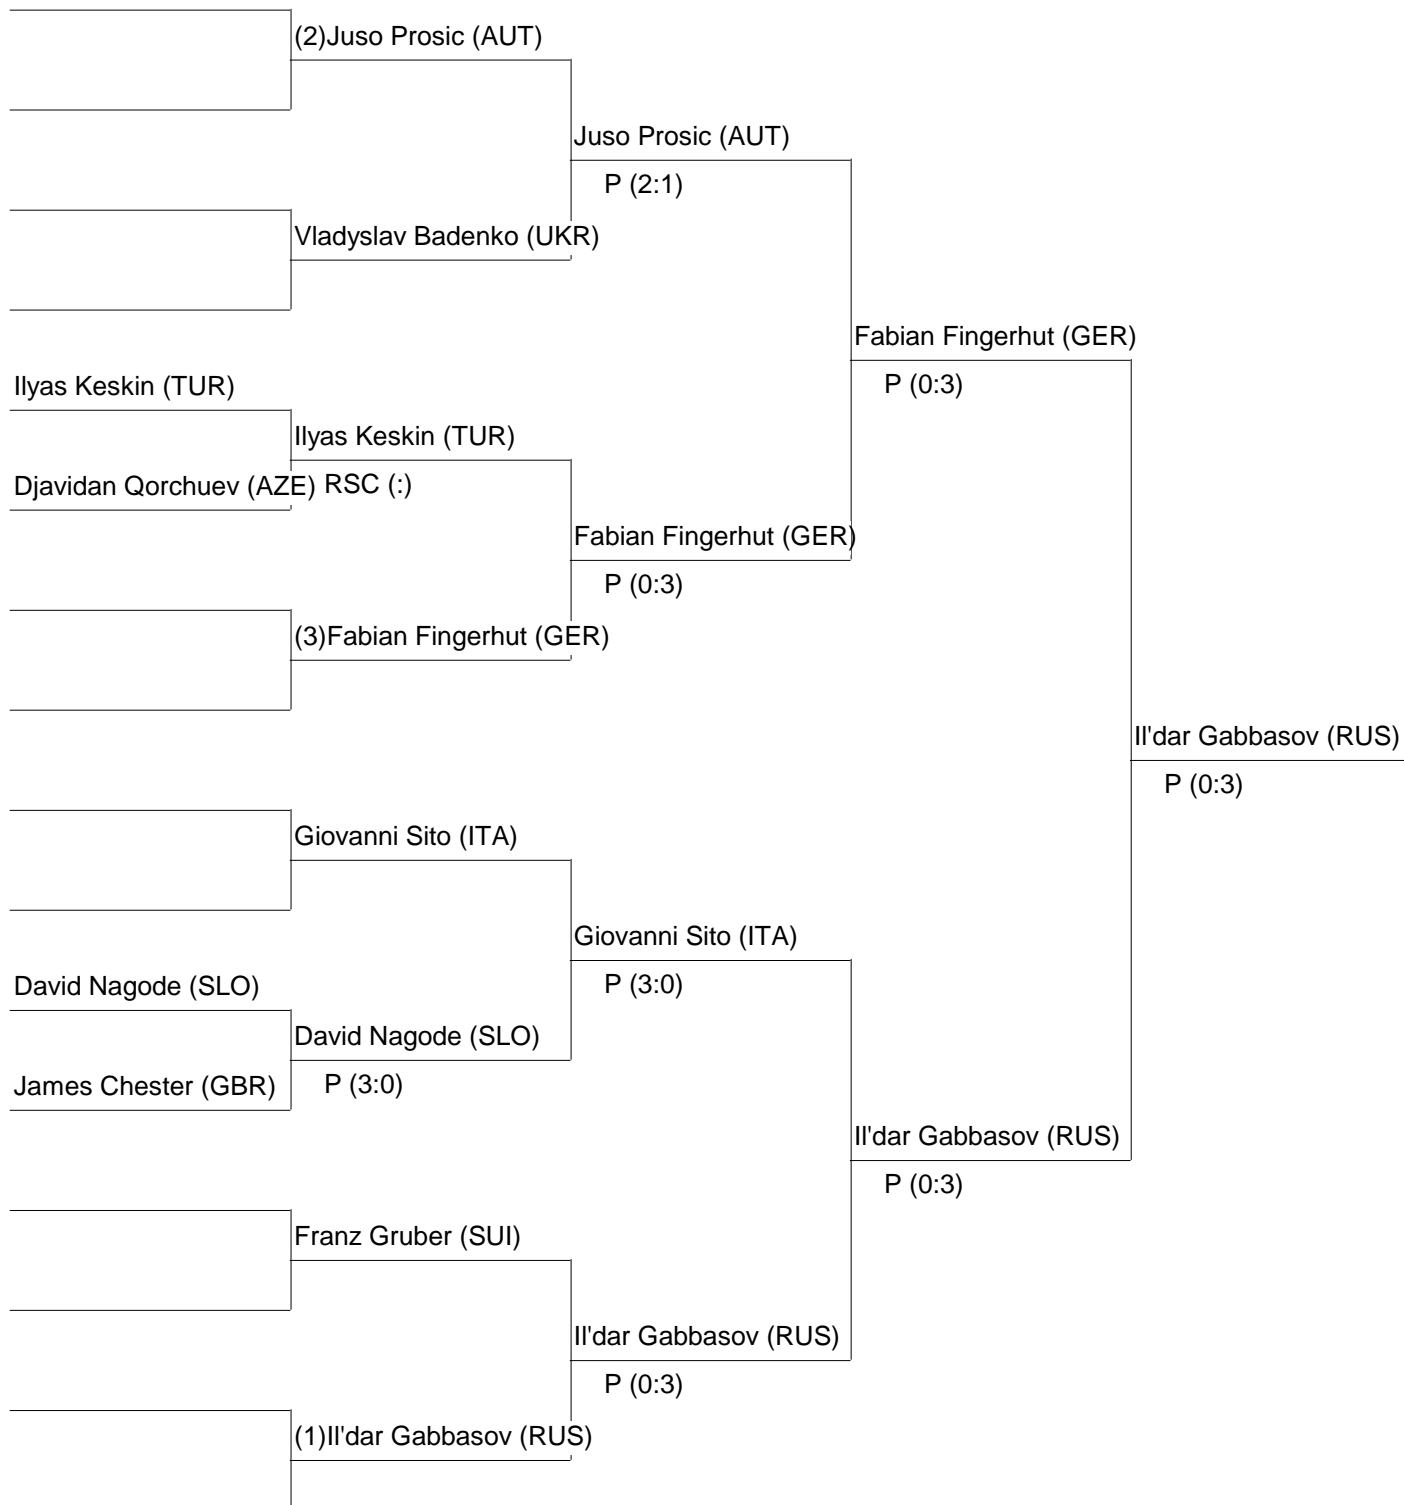 (2)Juso Prosic (AUT)
Juso Prosic (AUT)
P (2:1)
Vladyslav Badenko (UKR)
Fabian Fingerhut (GER)
P (0:3)
Ilyas Keskin (TUR)
Ilyas Keskin (TUR)
Djavidan Qorchuev (AZE) RSC (:)
Fabian Fingerhut (GER)
P (0:3)
(3)Fabian Fingerhut (GER)
Il'dar Gabbasov (RUS)
P (0:3)
Giovanni Sito (ITA)
Giovanni Sito (ITA)
P (3:0)
David Nagode (SLO)
David Nagode (SLO)
James Chester (GBR) P (3:0)
Il'dar Gabbasov (RUS)
P (0:3)
Franz Gruber (SUI)
Il'dar Gabbasov (RUS)
P (0:3)
(1)Il'dar Gabbasov (RUS)